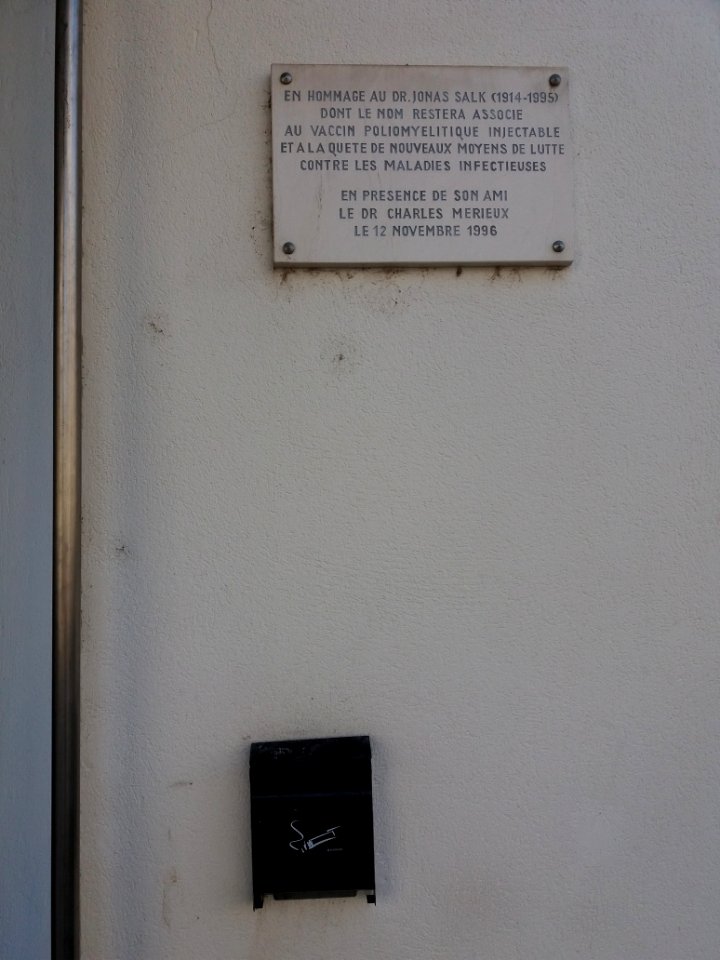 EN HOMMAGE AU DR. JONAS SALK (1914-1995)
DONT LE NOM RESTERA ASSOCIE
AU VACCIN POLIOMYELITIQUE INJECTABLE
ET A LA QUETE DE NOUVEAUX MOYENS DE LUTTE
CONTRE LES MALADIES INFECTIEUSES
EN PRESENCE DE SON AMI
LE DR CHARLES MERIEUX
LE 12 NOVEMBRE 1996